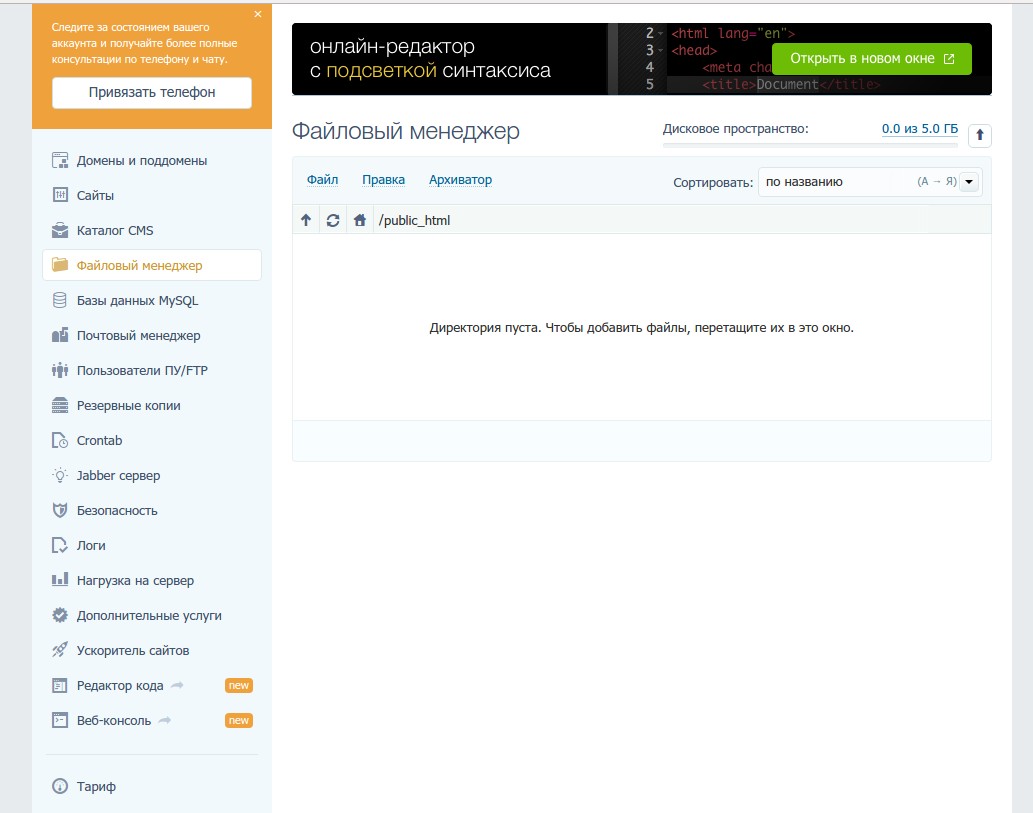 Следите за состоянием вашего
аккаунта и получайте более полные
консультации по телефону и чату.
Привязать телефон
Домены и поддомены
Сайты
Каталог CMS
Файловый менеджер
Базы данных MySQL
Почтовый менеджер
Пользователи ПУ/FTP
Резервные копии
Crontab
Jabber сервер
Безопасность
Логи
Нагрузка на сервер
Дополнительные услуги
Ускоритель сайтов
Редактор кода new
Веб-консоль new
Тариф
онлайн-редактор
с подсветкой синтаксиса
2 <html lang="en">
3 <head>
4 <meta cha
5 <title>Document</title>
Открыть в новом окне
Файловый менеджер
Дисковое пространство: 0.0 из 5.0 ГБ
Файл Правка Архиватор
Сортировать: по названию (А → Я)
/public_html
Директория пуста. Чтобы добавить файлы, перетащите их в это окно.